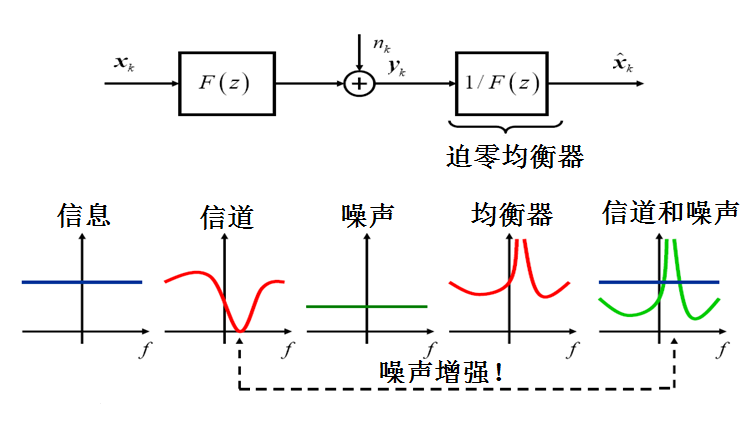 x_k
F(z)
n_k
+
y_k
1/F(z)
x̂_k
迫零均衡器
信息
信道
噪声
均衡器
信道和噪声
f
f
f
f
f
噪声增强!